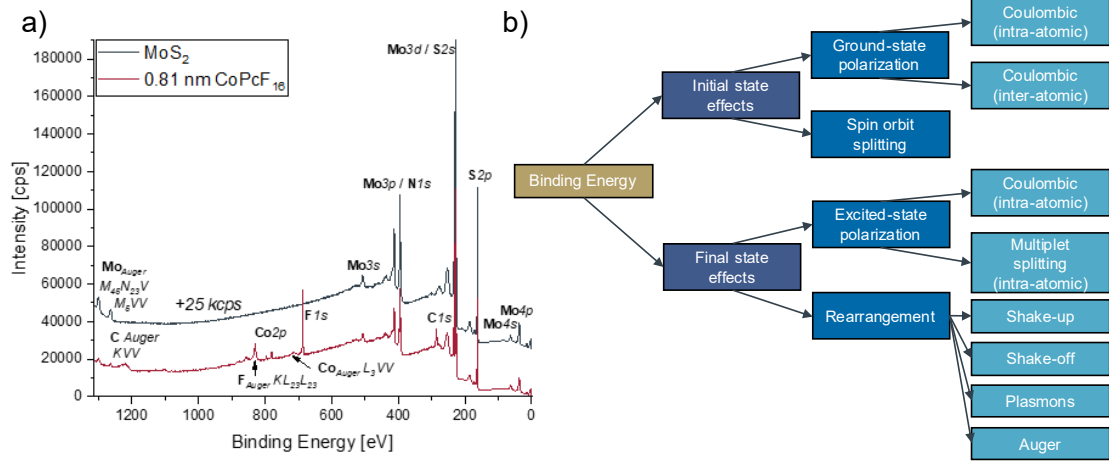 a)
MoS2
0.81 nm CoPcF16
Intensity [cps]
180000
160000
140000
120000
100000
80000
60000
40000
20000
0
Mo3d / S2s
Mo3p / N1s
S2p
MoAuger
M45N23V
M5VV
+25 kcps
Mo3s
F1s
C1s
Mo4p
Mo4s
Co2p
C Auger
KVV
FAuger KL23L23
CoAuger L3VV
1200
1000
800
600
400
200
0
Binding Energy [eV]
b)
Binding Energy
Initial state
effects
Final state
effects
Ground-state
polarization
Spin orbit
splitting
Excited-state
polarization
Rearrangement
Coulombic
(intra-atomic)
Coulombic
(inter-atomic)
Coulombic
(intra-atomic)
Multiplet
splitting
(intra-atomic)
Shake-up
Shake-off
Plasmons
Auger